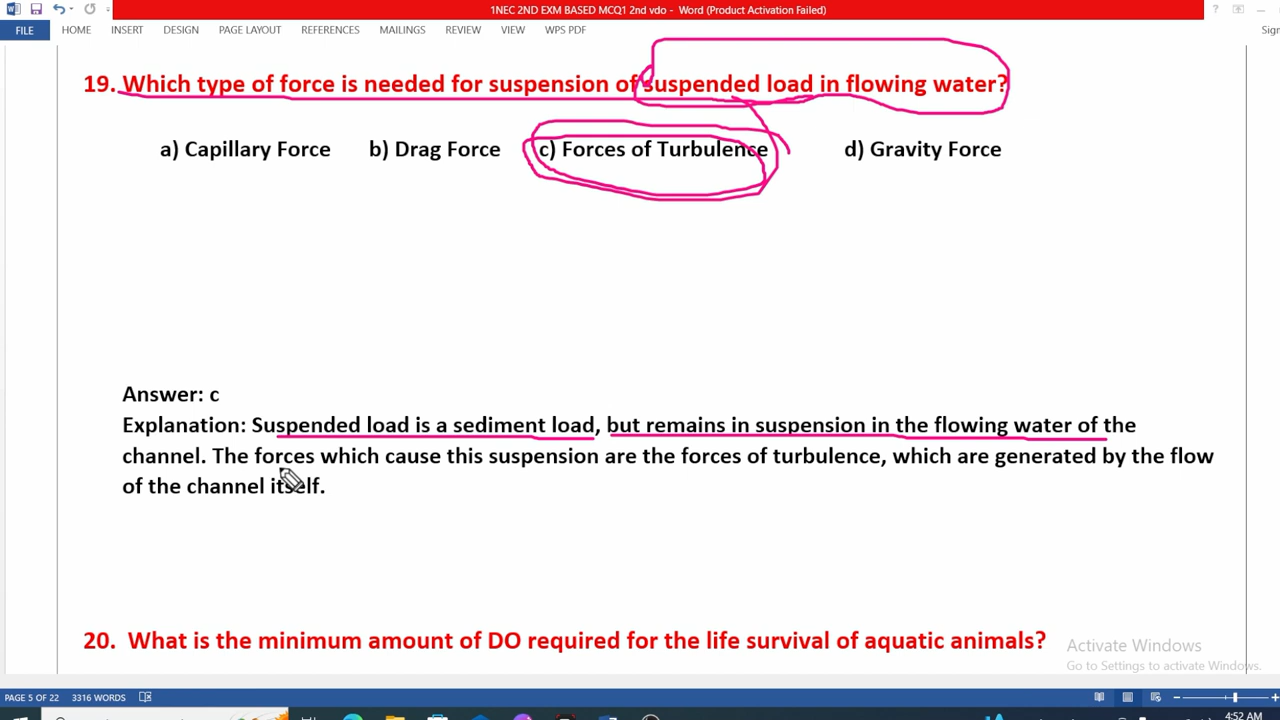 1NEC 2ND EXM BASED MCQ1 2nd vdo - Word (Product Activation Failed)
FILE HOME INSERT DESIGN PAGE LAYOUT REFERENCES MAILINGS REVIEW VIEW WPS PDF
19. Which type of force is needed for suspension of suspended load in flowing water?
a) Capillary Force b) Drag Force c) Forces of Turbulence d) Gravity Force
Answer: c
Explanation: Suspended load is a sediment load, but remains in suspension in the flowing water of the
channel. The forces which cause this suspension are the forces of turbulence, which are generated by the flow
of the channel itself.
20. What is the minimum amount of DO required for the life survival of aquatic animals?
Activate Windows
Go to Settings to activate Windows.
PAGE 5 OF 22 3316 WORDS
4:52 AM